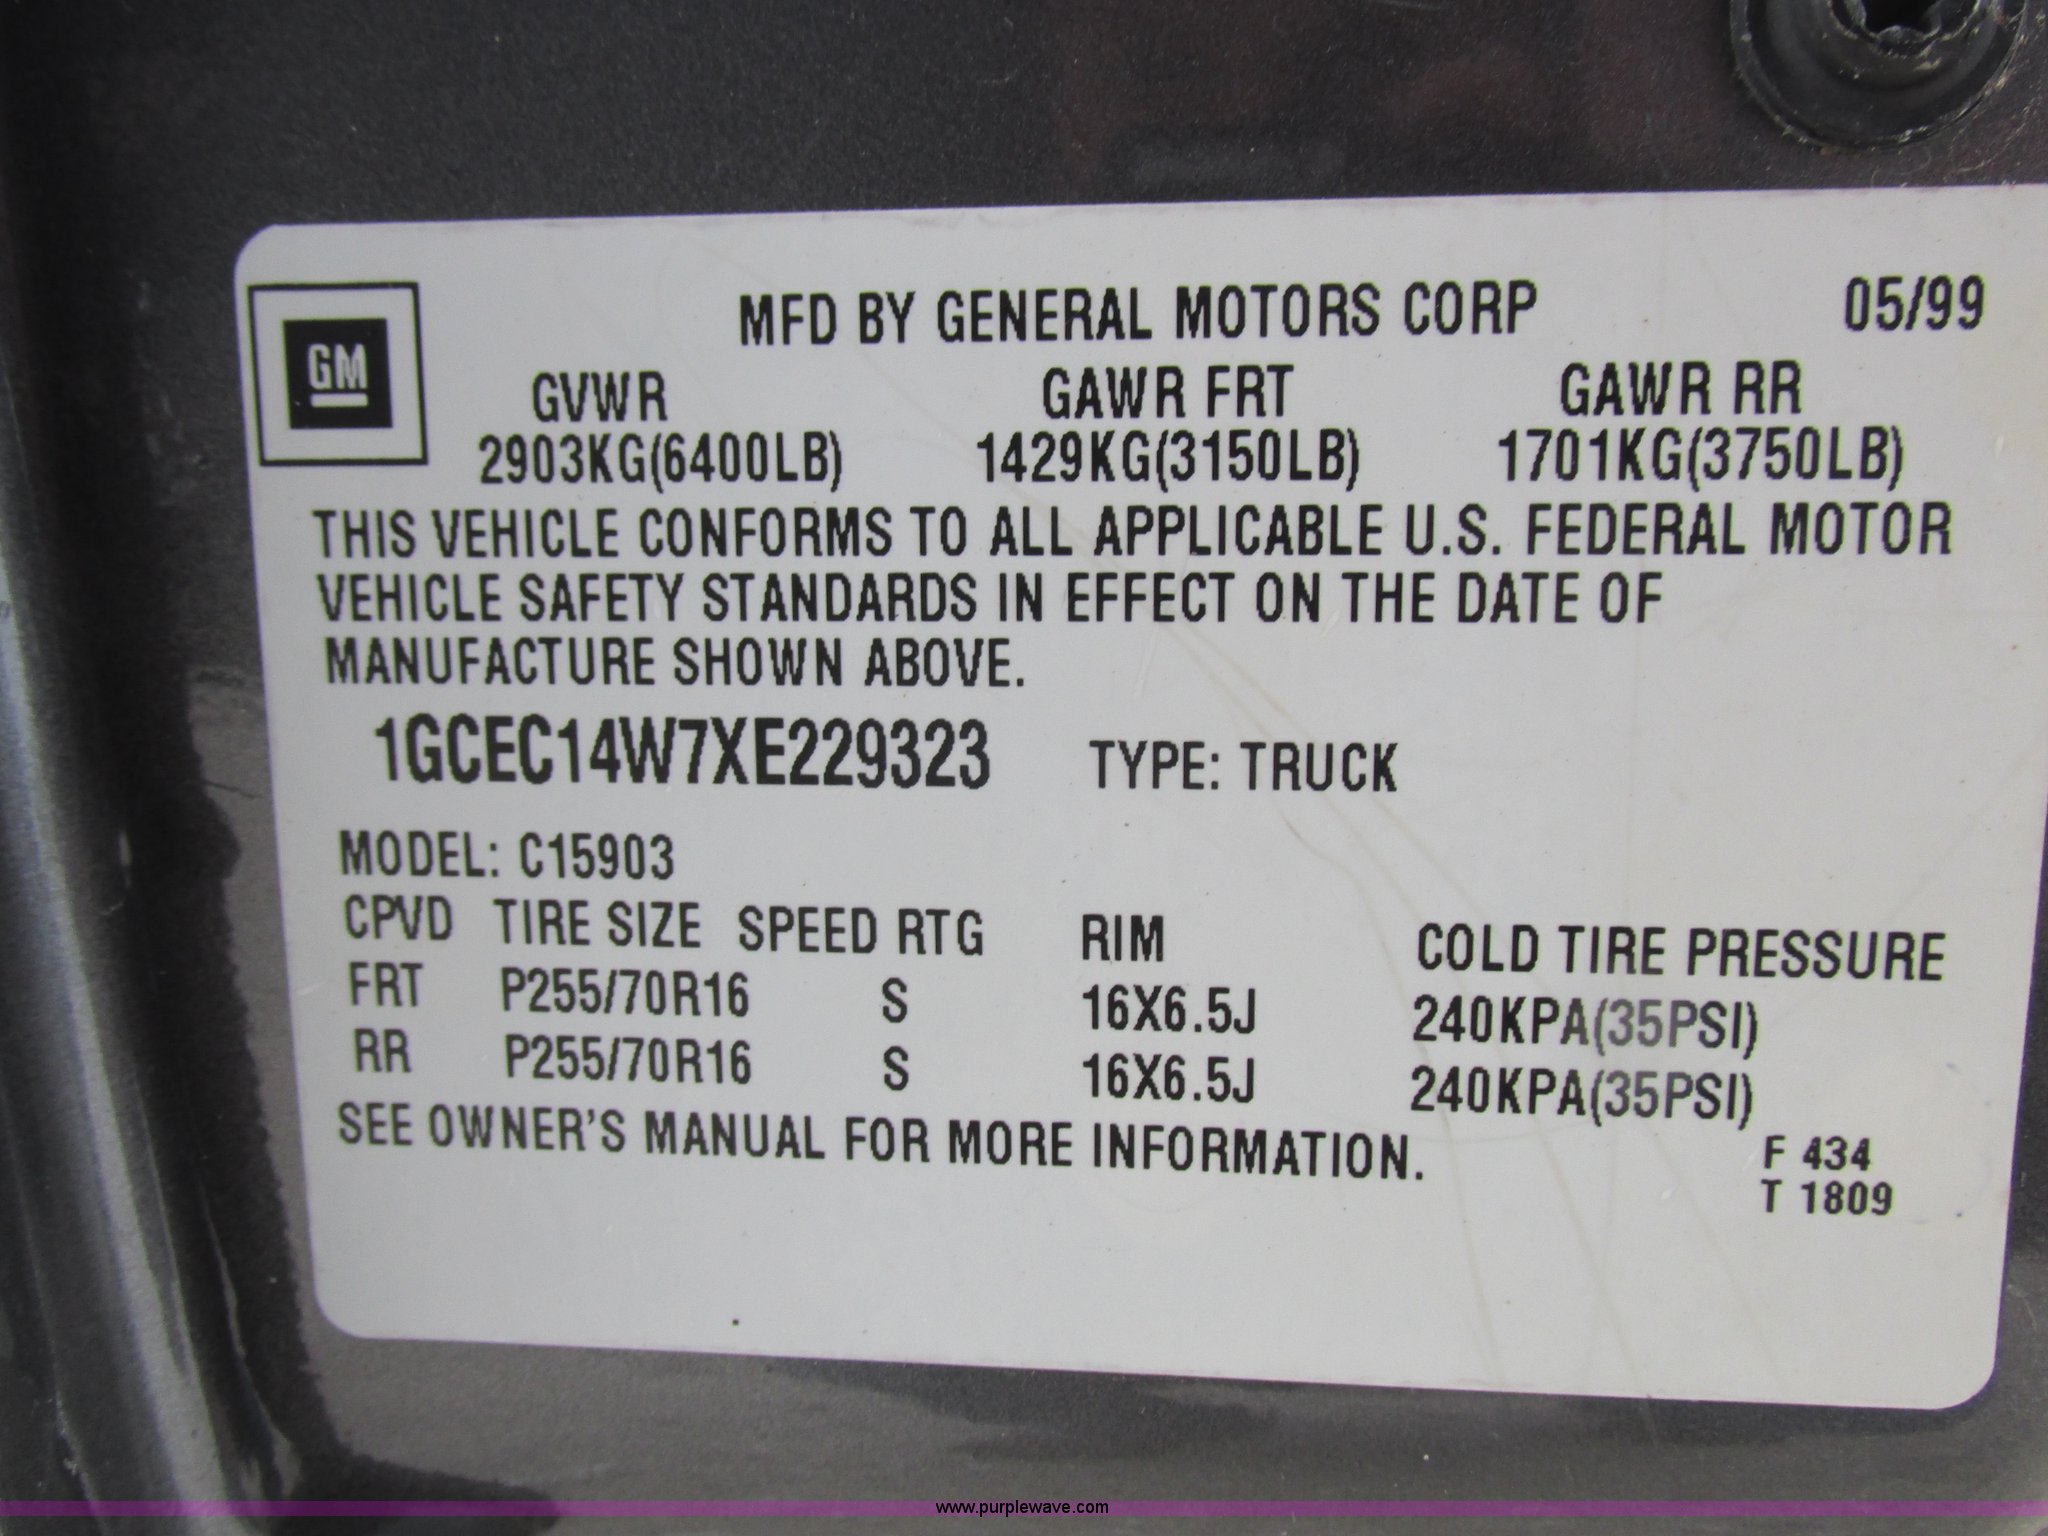 MFD BY GENERAL MOTORS CORP 05/99
GM
GVWR GAWR FRT GAWR RR
2903KG(6400LB) 1429KG(3150LB) 1701KG(3750LB)
THIS VEHICLE CONFORMS TO ALL APPLICABLE U.S. FEDERAL MOTOR
VEHICLE SAFETY STANDARDS IN EFFECT ON THE DATE OF
MANUFACTURE SHOWN ABOVE.
1GCEC14W7XE229323 TYPE: TRUCK
MODEL: C15903
CPVD TIRE SIZE SPEED RTG RIM COLD TIRE PRESSURE
FRT P255/70R16 S 16X6.5J 240KPA(35PSI)
RR P255/70R16 S 16X6.5J 240KPA(35PSI)
SEE OWNER'S MANUAL FOR MORE INFORMATION.
F 434
T 1809
www.purplewave.com